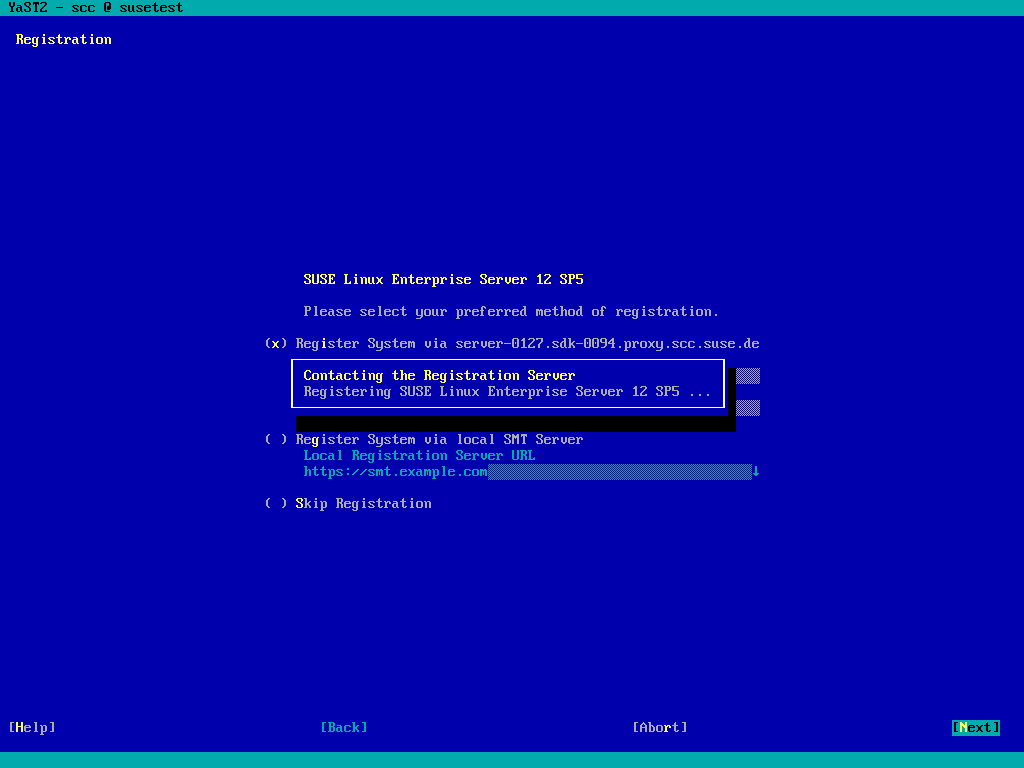 YaST2 - scc @ susetest
Registration
SUSE Linux Enterprise Server 12 SP5
Please select your preferred method of registration.
(x) Register System via server-0127.sdk-0094.proxy.scc.suse.de
Contacting the Registration Server
Registering SUSE Linux Enterprise Server 12 SP5 ...
( ) Register System via local SMT Server
Local Registration Server URL
https://smt.example.com ↓
( ) Skip Registration
[Help] [Back] [Abort] [Next]